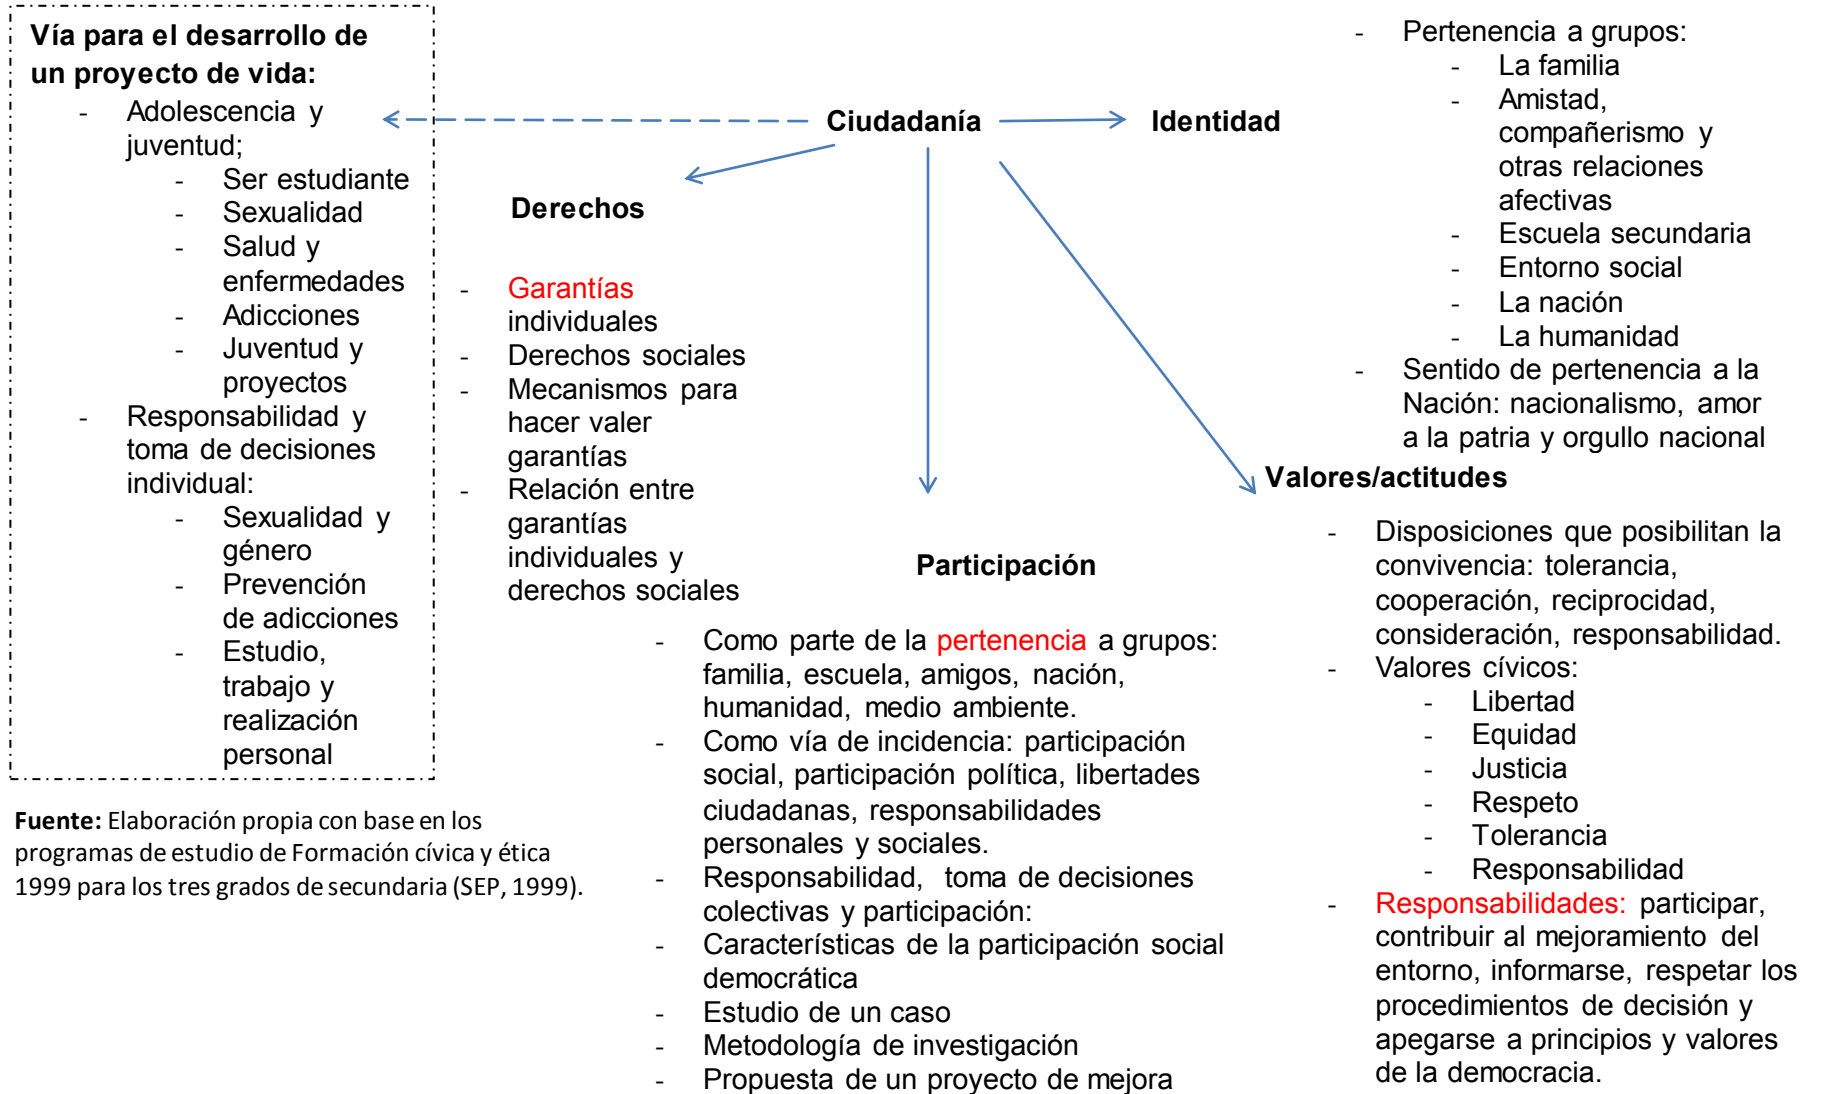 Vía para el desarrollo de
un proyecto de vida:
- Adolescencia y
juventud;
- Ser estudiante
- Sexualidad
- Salud y
enfermedades
- Adicciones
- Juventud y
proyectos
- Responsabilidad y
toma de decisiones
individual:
- Sexualidad y
género
- Prevención
de adicciones
- Estudio,
trabajo y
realización
personal
Ciudadanía
Identidad
- Pertenencia a grupos:
- La familia
- Amistad,
compañerismo y
otras relaciones
afectivas
- Escuela secundaria
- Entorno social
- La nación
- La humanidad
- Sentido de pertenencia a la
Nación: nacionalismo, amor
a la patria y orgullo nacional
Derechos
- Garantías
individuales
- Derechos sociales
- Mecanismos para
hacer valer
garantías
- Relación entre
garantías
individuales y
derechos sociales
Participación
- Como parte de la pertenencia a grupos:
familia, escuela, amigos, nación,
humanidad, medio ambiente.
- Como vía de incidencia: participación
social, participación política, libertades
ciudadanas, responsabilidades
personales y sociales.
- Responsabilidad, toma de decisiones
colectivas y participación:
- Características de la participación social
democrática
- Estudio de un caso
- Metodología de investigación
- Propuesta de un proyecto de mejora
Valores/actitudes
- Disposiciones que posibilitan la
convivencia: tolerancia,
cooperación, reciprocidad,
consideración, responsabilidad.
- Valores cívicos:
- Libertad
- Equidad
- Justicia
- Respeto
- Tolerancia
- Responsabilidad
- Responsabilidades: participar,
contribuir al mejoramiento del
entorno, informarse, respetar los
procedimientos de decisión y
apegarse a principios y valores
de la democracia.
Fuente: Elaboración propia con base en los
programas de estudio de Formación cívica y ética
1999 para los tres grados de secundaria (SEP, 1999).